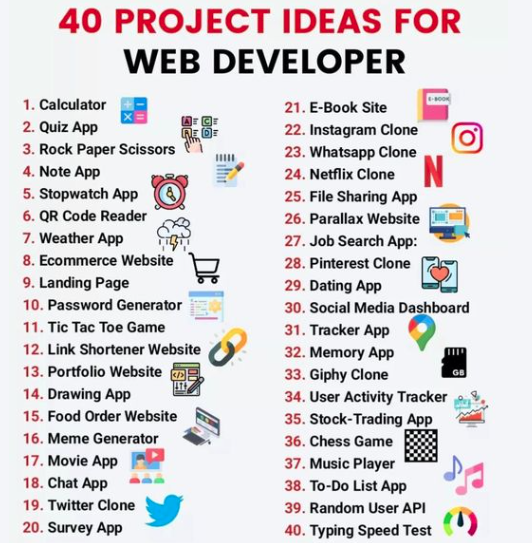 40 PROJECT IDEAS FOR
WEB DEVELOPER
1. Calculator
2. Quiz App
3. Rock Paper Scissors
4. Note App
5. Stopwatch App
6. QR Code Reader
7. Weather App
8. Ecommerce Website
9. Landing Page
10. Password Generator
11. Tic Tac Toe Game
12. Link Shortener Website
13. Portfolio Website
14. Drawing App
15. Food Order Website
16. Meme Generator
17. Movie App
18. Chat App
19. Twitter Clone
20. Survey App
21. E-Book Site
22. Instagram Clone
23. Whatsapp Clone
24. Netflix Clone
25. File Sharing App
26. Parallax Website
27. Job Search App:
28. Pinterest Clone
29. Dating App
30. Social Media Dashboard
31. Tracker App
32. Memory App
33. Giphy Clone
34. User Activity Tracker
35. Stock-Trading App
36. Chess Game
37. Music Player
38. To-Do List App
39. Random User API
40. Typing Speed Test
A B C D
E-BOOK
N
GB